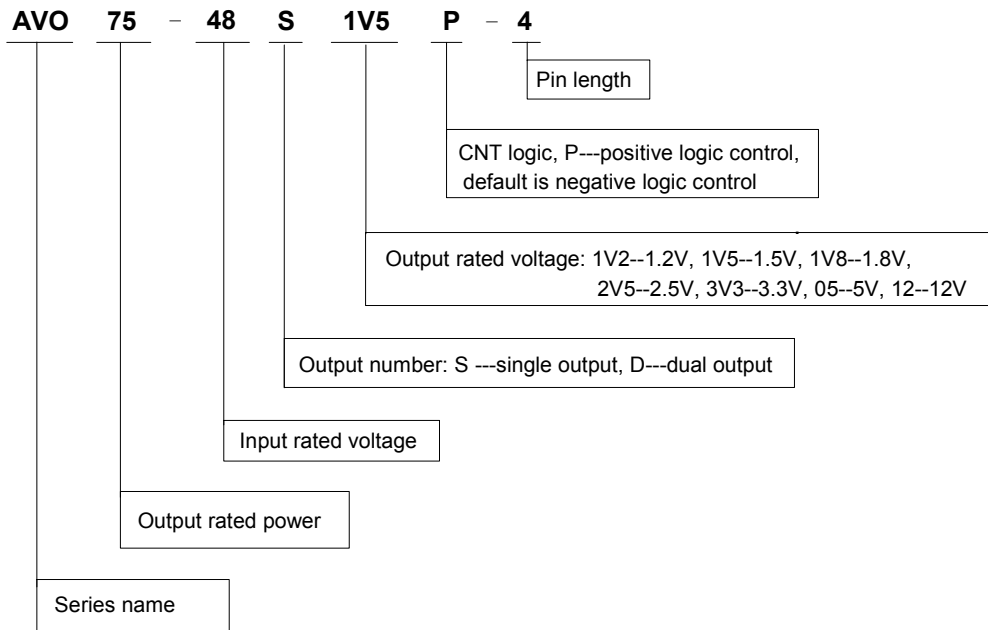 AVO 75 – 48 S 1V5 P – 4
Pin length
CNT logic, P---positive logic control,
default is negative logic control
Output rated voltage: 1V2--1.2V, 1V5--1.5V, 1V8--1.8V,
2V5--2.5V, 3V3--3.3V, 05--5V, 12--12V
Output number: S ---single output, D---dual output
Input rated voltage
Output rated power
Series name